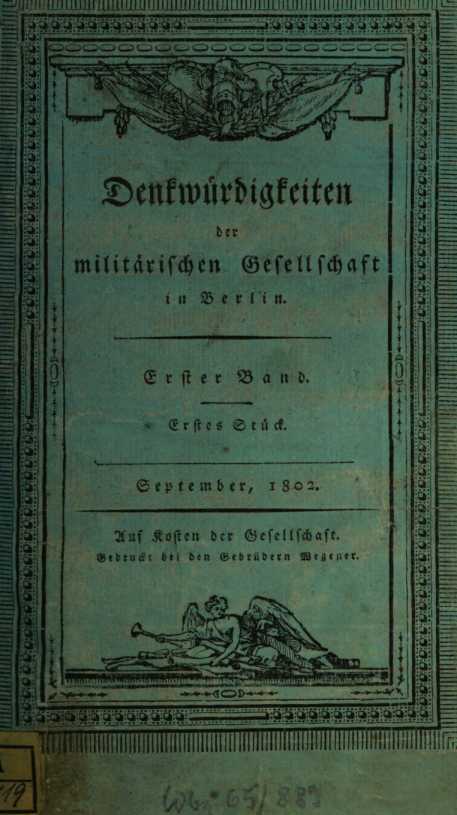 Denkwürdigkeiten
der
militärischen Gesellschaft
in Berlin.
Erster Band.
Erstes Stück.
September, 1802.
Auf Kosten der Gesellschaft.
Gedruckt bei den Gebrüdern Wegener.
19